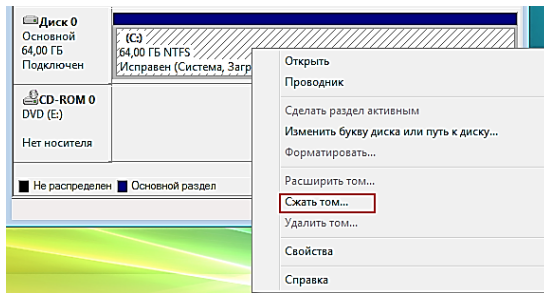 Диск 0
Основной
64,00 ГБ
Подключен
(C:)
64,00 ГБ NTFS
Исправен (Система, Загр
CD-ROM 0
DVD (E:)
Нет носителя
Не распределен Основной раздел
Открыть
Проводник
Сделать раздел активным
Изменить букву диска или путь к диску...
Форматировать...
Расширить том...
Сжать том...
Удалить том...
Свойства
Справка